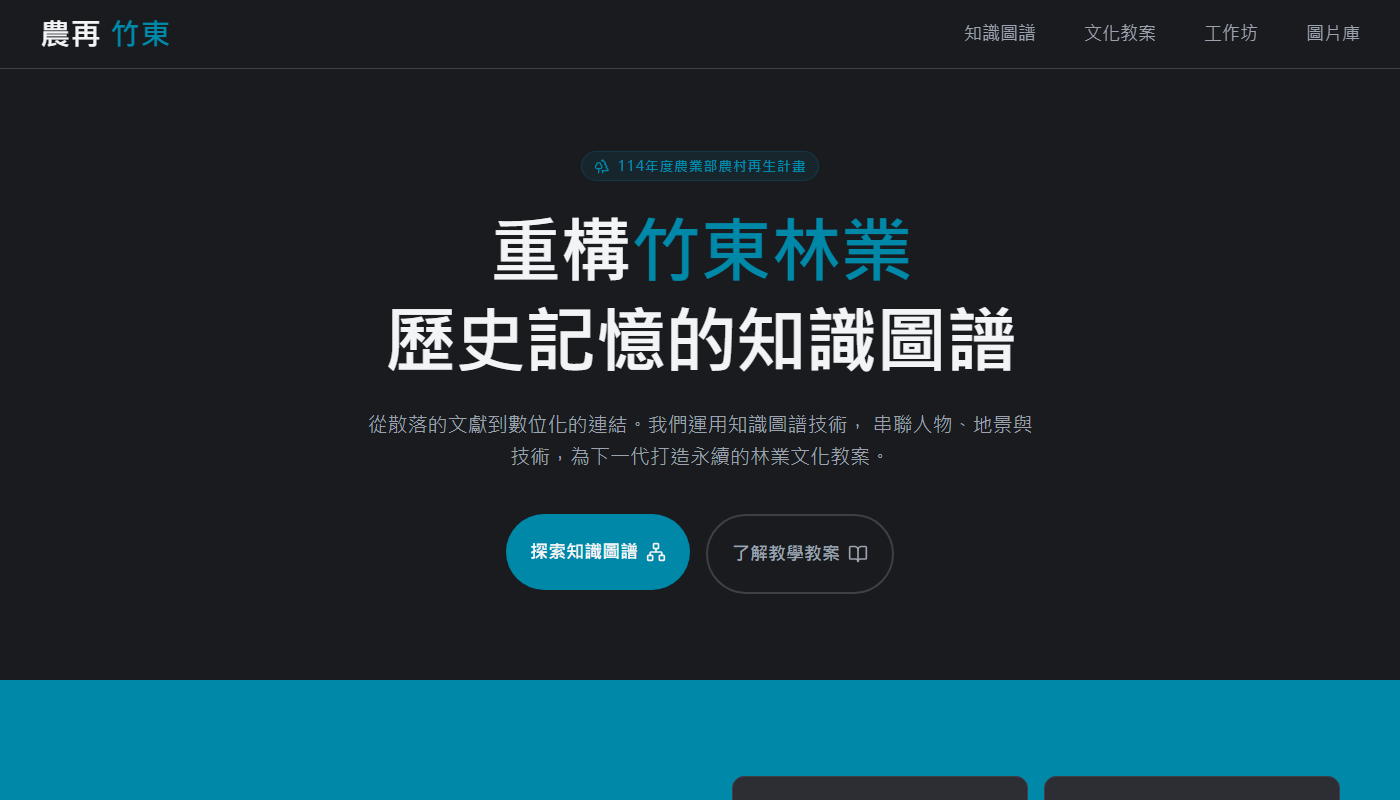 農再 竹東
知識圖譜
文化教案
工作坊
圖片庫
114年度農業部農村再生計畫
重構竹東林業
歷史記憶的知識圖譜
從散落的文獻到數位化的連結。我們運用知識圖譜技術， 串聯人物、地景與
技術，為下一代打造永續的林業文化教案。
探索知識圖譜
了解教學教案